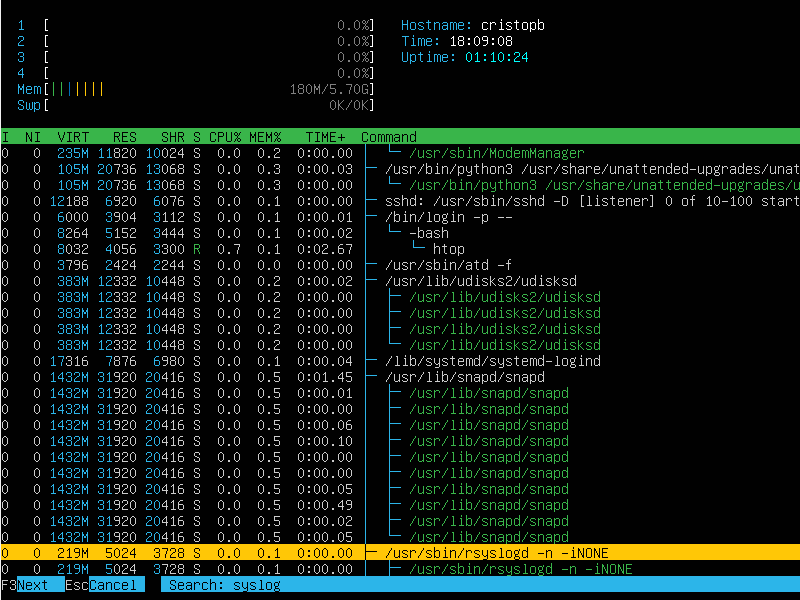 1 [ 0.0%] Hostname: cristopb
2 [ 0.0%] Time: 18:09:08
3 [ 0.0%] Uptime: 01:10:24
4 [ 0.0%]
Mem[||||||| 180M/5.70G]
Swp[ 0K/0K]
I NI VIRT RES SHR S CPU% MEM% TIME+ Command
0 0 235M 11820 10024 S 0.0 0.2 0:00.00 │ └─ /usr/sbin/ModemManager
0 0 105M 20736 13068 S 0.0 0.3 0:00.03 ├─ /usr/bin/python3 /usr/share/unattended-upgrades/unat
0 0 105M 20736 13068 S 0.0 0.3 0:00.00 │ └─ /usr/bin/python3 /usr/share/unattended-upgrades/u
0 0 12188 6920 6076 S 0.0 0.1 0:00.00 ├─ sshd: /usr/sbin/sshd -D [listener] 0 of 10-100 start
0 0 6000 3904 3112 S 0.0 0.1 0:00.01 ├─ /bin/login -p --
0 0 8264 5152 3444 S 0.0 0.1 0:00.02 │ └─ -bash
0 0 8032 4056 3300 R 0.7 0.1 0:02.67 │ └─ htop
0 0 3796 2424 2244 S 0.0 0.0 0:00.00 ├─ /usr/sbin/atd -f
0 0 383M 12332 10448 S 0.0 0.2 0:00.02 ├─ /usr/lib/udisks2/udisksd
0 0 383M 12332 10448 S 0.0 0.2 0:00.00 │ ├─ /usr/lib/udisks2/udisksd
0 0 383M 12332 10448 S 0.0 0.2 0:00.00 │ ├─ /usr/lib/udisks2/udisksd
0 0 383M 12332 10448 S 0.0 0.2 0:00.00 │ ├─ /usr/lib/udisks2/udisksd
0 0 383M 12332 10448 S 0.0 0.2 0:00.00 │ └─ /usr/lib/udisks2/udisksd
0 0 17316 7876 6980 S 0.0 0.1 0:00.04 ├─ /lib/systemd/systemd-logind
0 0 1432M 31920 20416 S 0.0 0.5 0:01.45 ├─ /usr/lib/snapd/snapd
0 0 1432M 31920 20416 S 0.0 0.5 0:00.01 │ ├─ /usr/lib/snapd/snapd
0 0 1432M 31920 20416 S 0.0 0.5 0:00.00 │ ├─ /usr/lib/snapd/snapd
0 0 1432M 31920 20416 S 0.0 0.5 0:00.06 │ ├─ /usr/lib/snapd/snapd
0 0 1432M 31920 20416 S 0.0 0.5 0:00.10 │ ├─ /usr/lib/snapd/snapd
0 0 1432M 31920 20416 S 0.0 0.5 0:00.00 │ ├─ /usr/lib/snapd/snapd
0 0 1432M 31920 20416 S 0.0 0.5 0:00.00 │ ├─ /usr/lib/snapd/snapd
0 0 1432M 31920 20416 S 0.0 0.5 0:00.05 │ ├─ /usr/lib/snapd/snapd
0 0 1432M 31920 20416 S 0.0 0.5 0:00.49 │ ├─ /usr/lib/snapd/snapd
0 0 1432M 31920 20416 S 0.0 0.5 0:00.02 │ ├─ /usr/lib/snapd/snapd
0 0 1432M 31920 20416 S 0.0 0.5 0:00.05 │ └─ /usr/lib/snapd/snapd
0 0 219M 5024 3728 S 0.0 0.1 0:00.00 ├─ /usr/sbin/rsyslogd -n -iNONE
0 0 219M 5024 3728 S 0.0 0.1 0:00.00 │ ├─ /usr/sbin/rsyslogd -n -iNONE
F3Next EscCancel Search: syslog